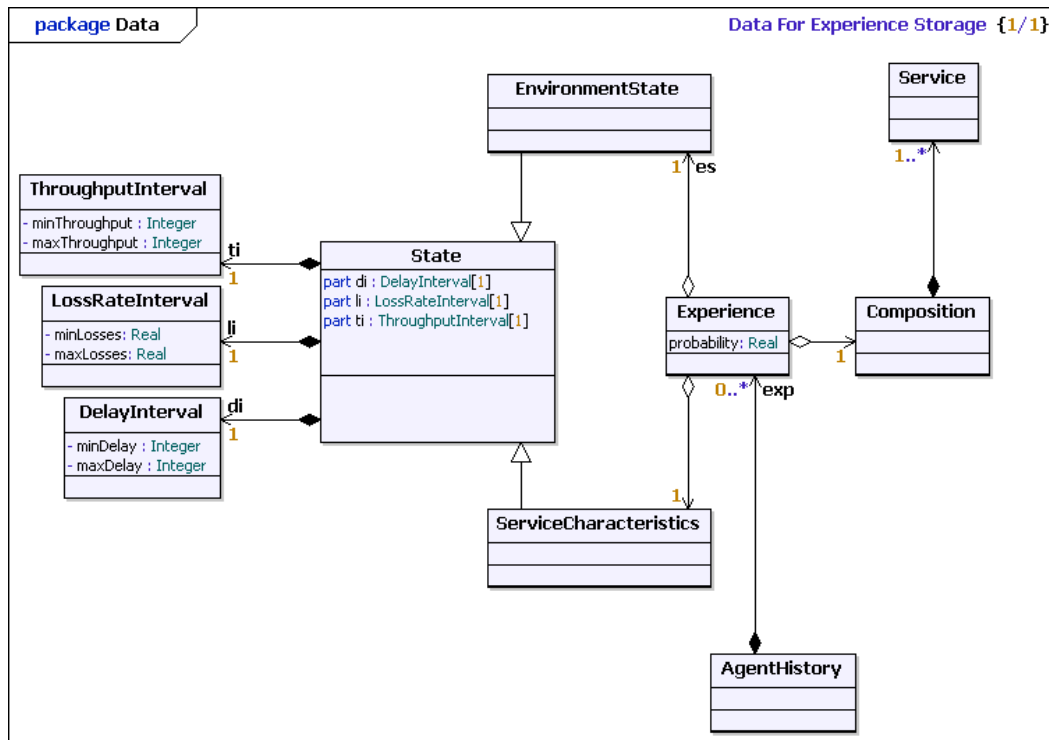 package Data
Data For Experience Storage {1/1}
EnvironmentState
Service
1
es
1..*
ThroughputInterval
- minThroughput : Integer
- maxThroughput : Integer
ti
1
State
part di : DelayInterval[1]
part li : LossRateInterval[1]
part ti : ThroughputInterval[1]
LossRateInterval
- minLosses: Real
- maxLosses: Real
li
1
Experience
probability: Real
Composition
1
0..*
exp
DelayInterval
- minDelay : Integer
- maxDelay : Integer
di
1
1
ServiceCharacteristics
AgentHistory